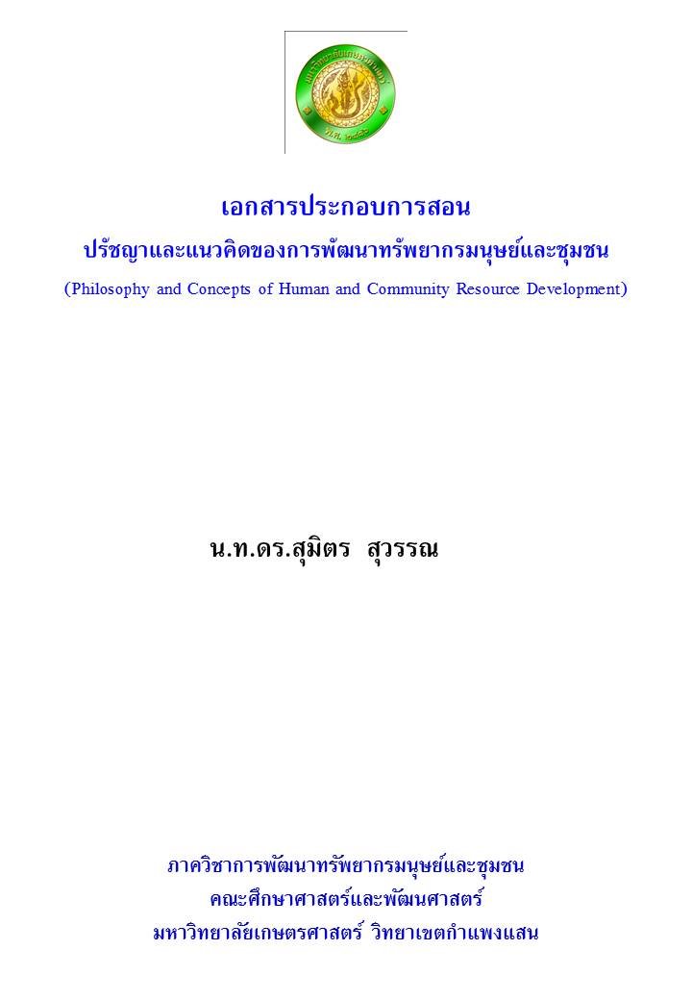 มหาวิทยาลัยเกษตรศาสตร์
พ.ศ. ๒๔๘๖
เอกสารประกอบการสอน
ปรัชญาและแนวคิดของการพัฒนาทรัพยากรมนุษย์และชุมชน
(Philosophy and Concepts of Human and Community Resource Development)
น.ท.ดร.สุมิตร สุวรรณ
ภาควิชาการพัฒนาทรัพยากรมนุษย์และชุมชน
คณะศึกษาศาสตร์และพัฒนศาสตร์
มหาวิทยาลัยเกษตรศาสตร์ วิทยาเขตกำแพงแสน